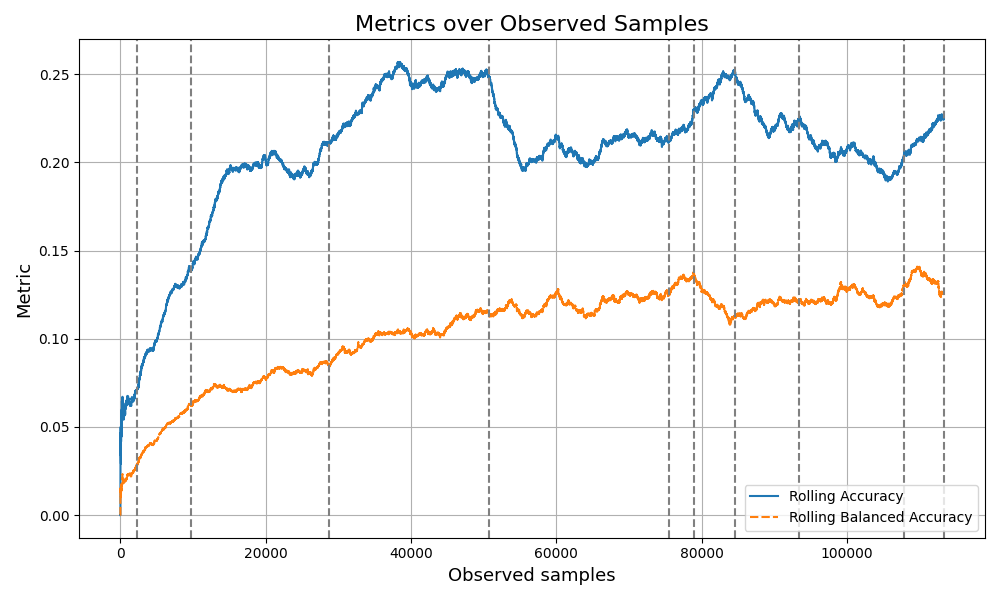 Metrics over Observed Samples
Metric
0.25
0.20
0.15
0.10
0.05
0.00
0
20000
40000
60000
80000
100000
Observed samples
Rolling Accuracy
Rolling Balanced Accuracy